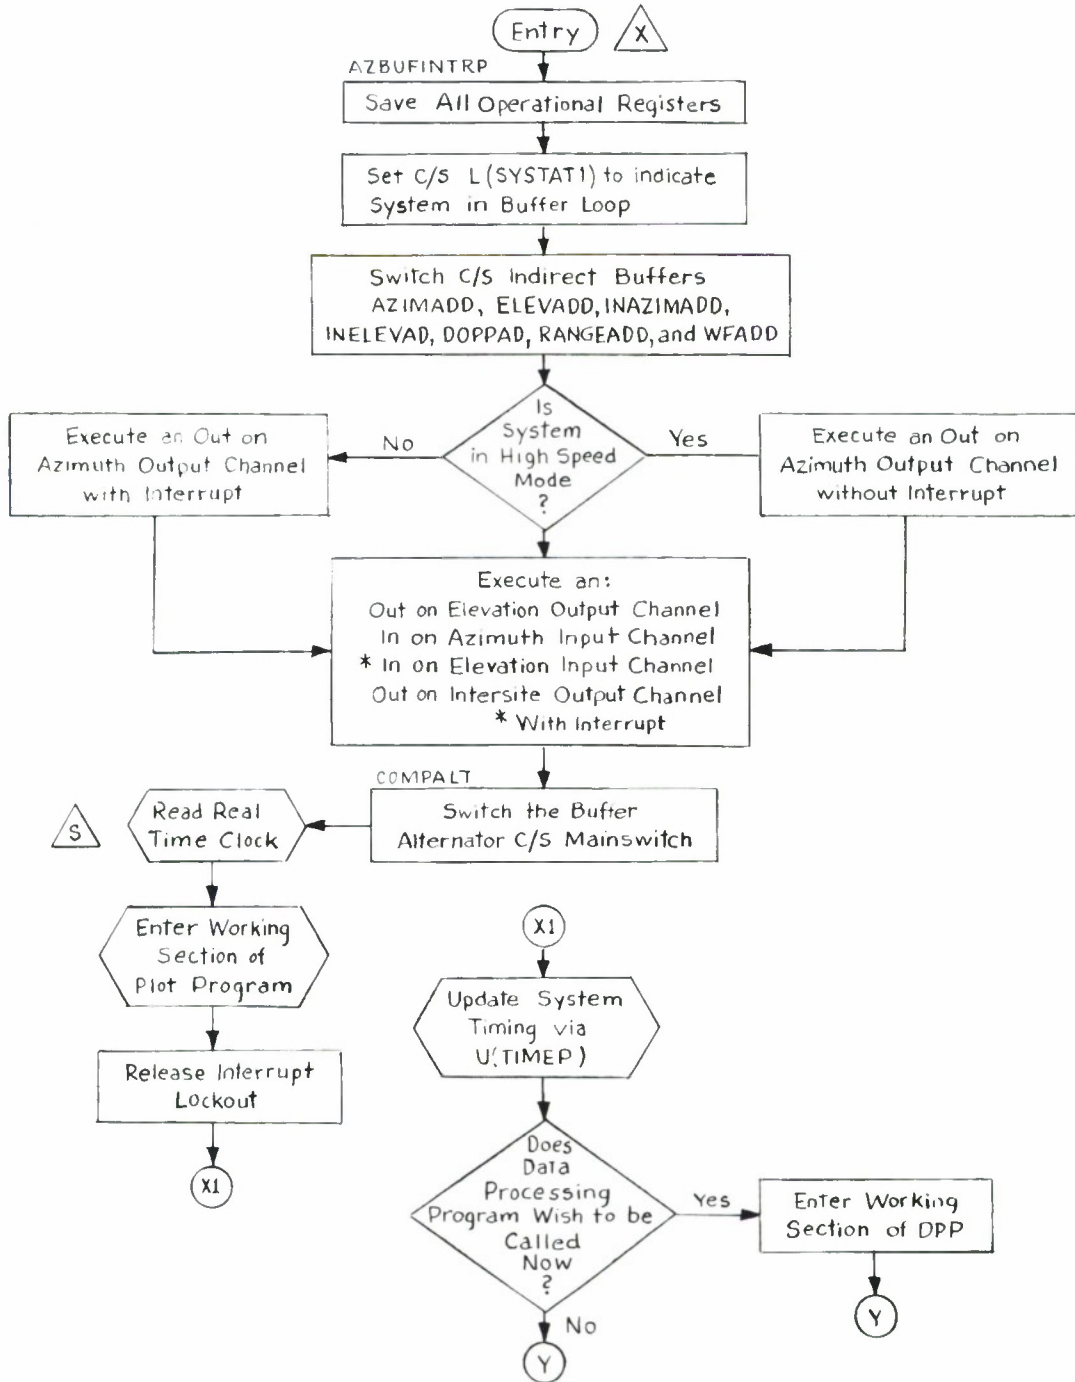 Entry
X
AZBUFINTRP
Save All Operational Registers
Set C/S L(SYSTAT1) to indicate
System in Buffer Loop
Switch C/S Indirect Buffers
AZIMADD, ELEVADD, INAZIMADD,
INELEVAD, DOPPAD, RANGEADD, and WFADD
Is
System
in High Speed
Mode
?
No
Yes
Execute an Out on
Azimuth Output Channel
with Interrupt
Execute an Out on
Azimuth Output Channel
without Interrupt
Execute an:
Out on Elevation Output Channel
In on Azimuth Input Channel
* In on Elevation Input Channel
Out on Intersite Output Channel
* With Interrupt
COMPALT
Switch the Buffer
Alternator C/S Mainswitch
S
Read Real
Time Clock
Enter Working
Section of
Plot Program
Release Interrupt
Lockout
X1
X1
Update System
Timing via
U(TIMEP)
Does
Data
Processing
Program Wish to be
Called
Now
?
Yes
Enter Working
Section of DPP
Y
No
Y